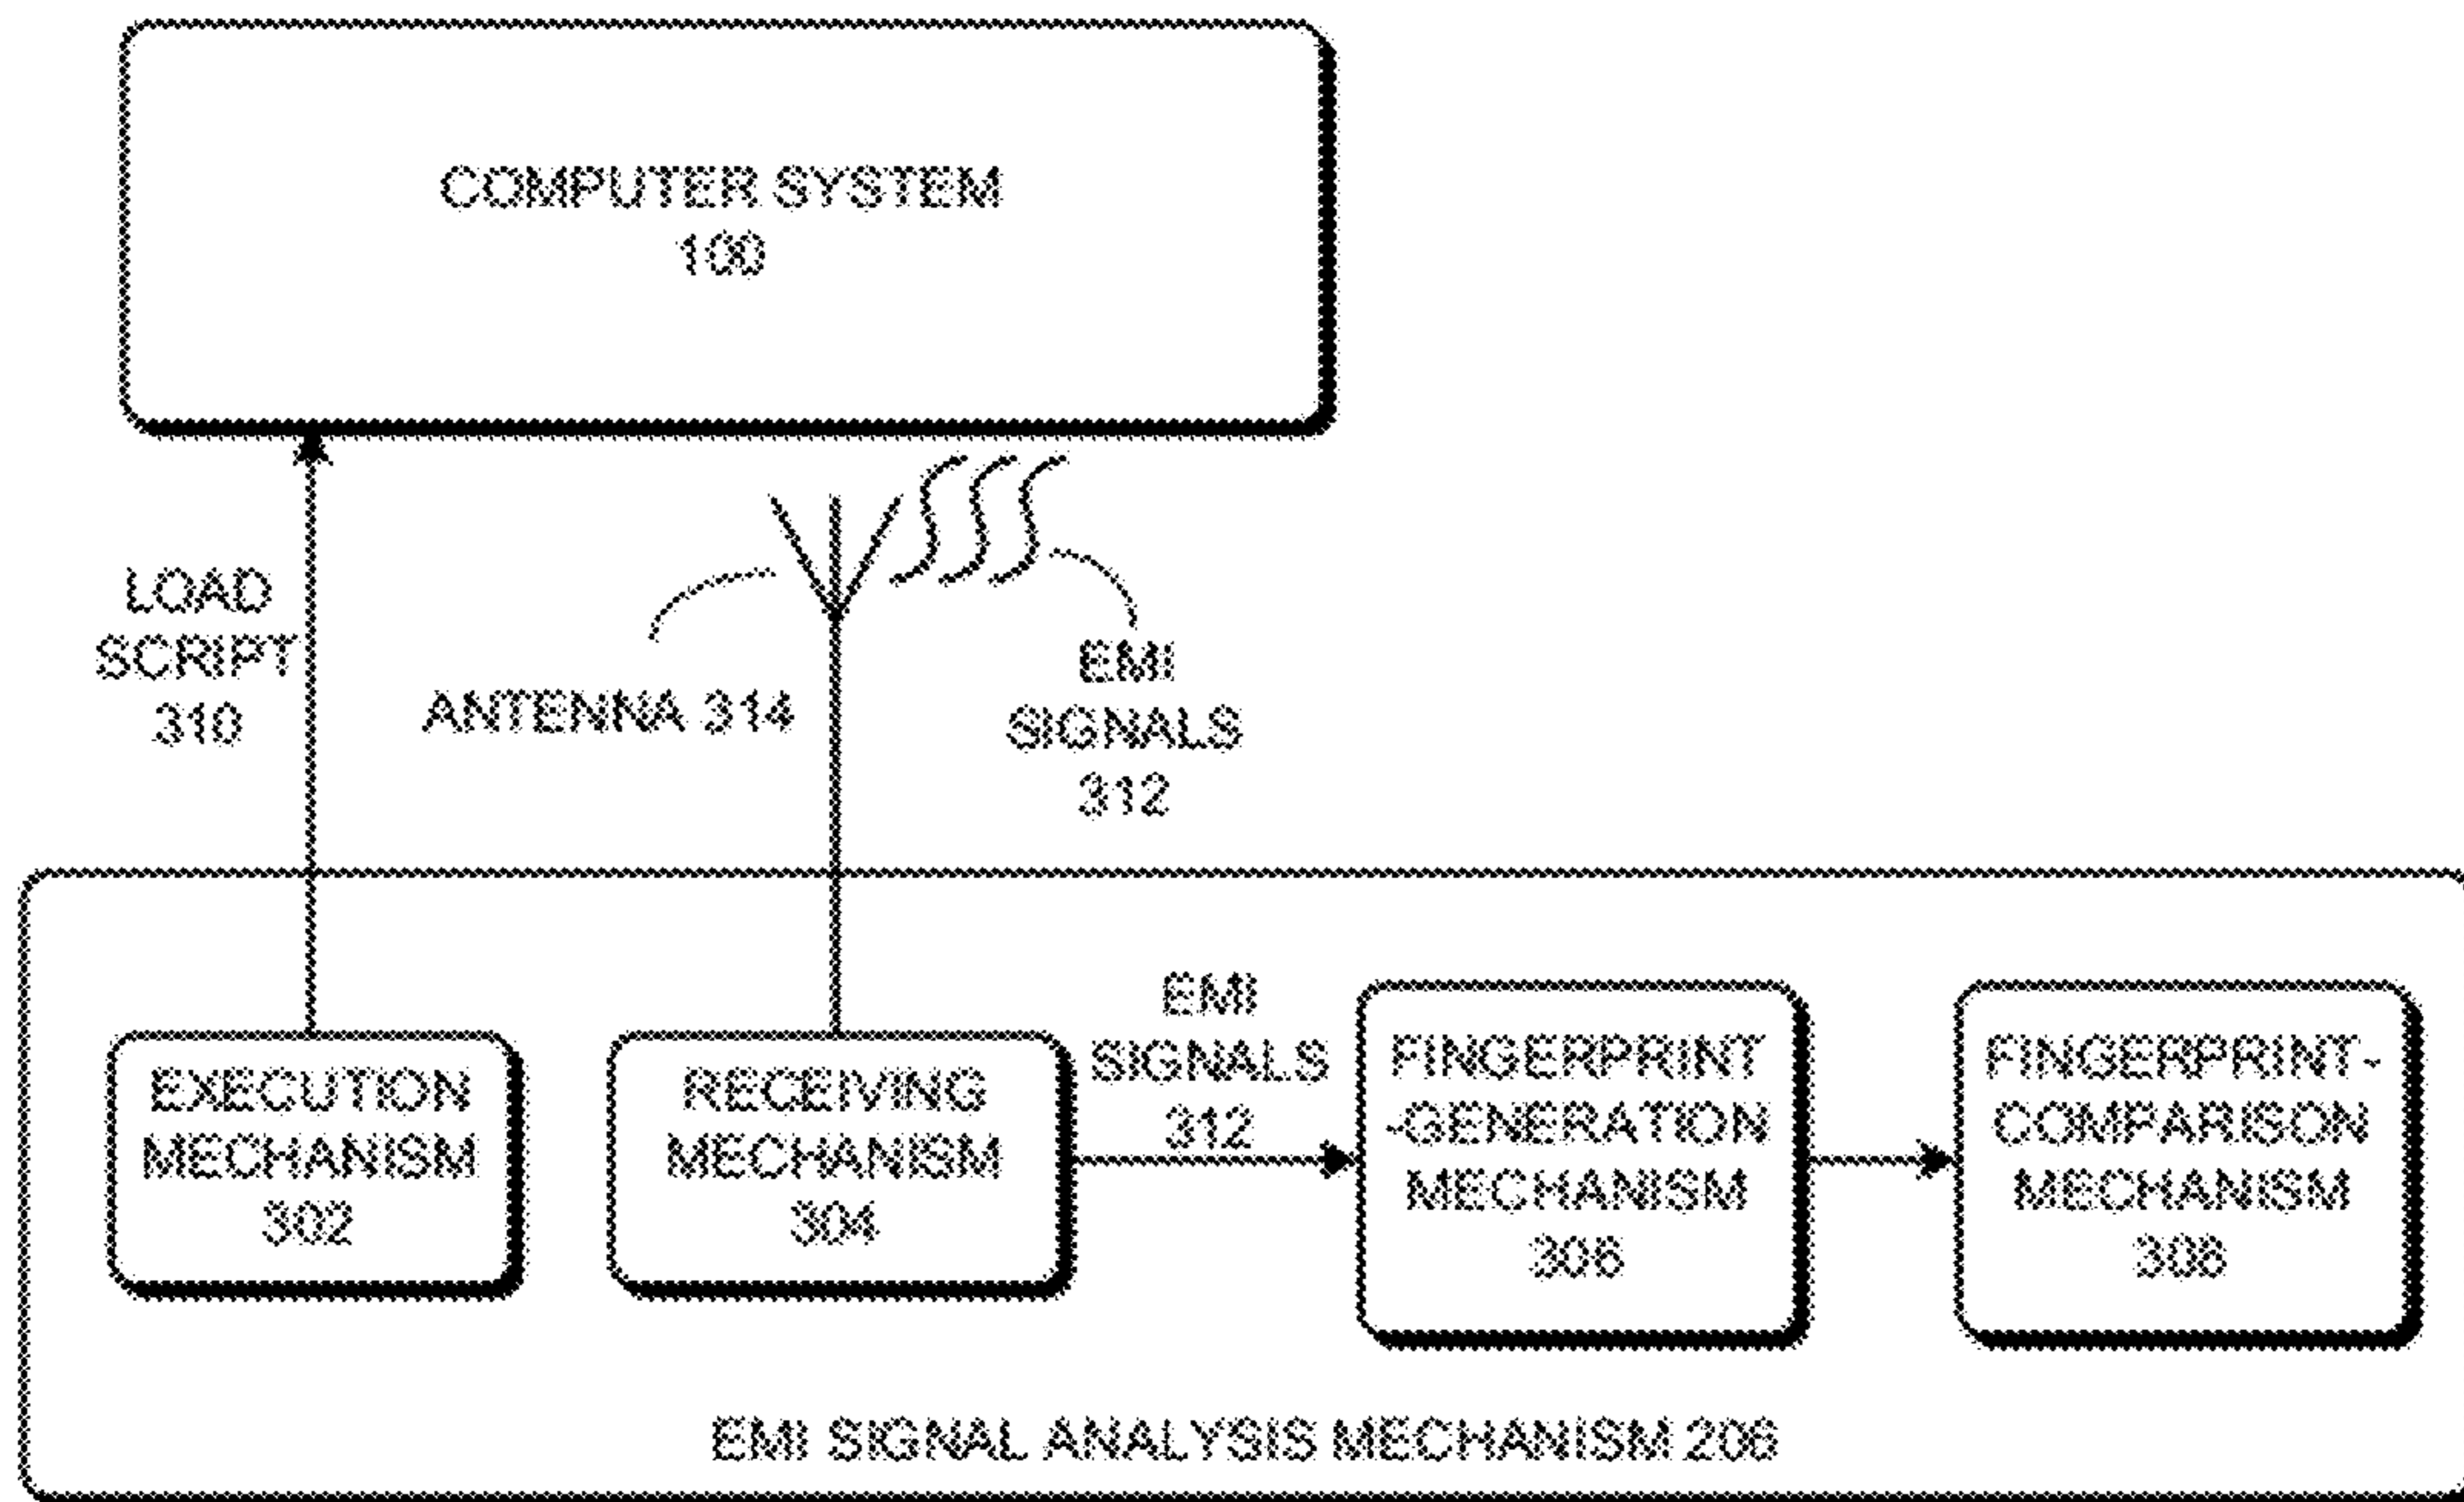 COMPUTER SYSTEM
100
LOAD
SCRIPT
310
ANTENNA 314
EMI
SIGNALS
312
EXECUTION
MECHANISM
302
RECEIVING
MECHANISM
304
EMI
SIGNALS
312
FINGERPRINT
-GENERATION
MECHANISM
306
FINGERPRINT-
COMPARISON
MECHANISM
308
EMI SIGNAL ANALYSIS MECHANISM 206